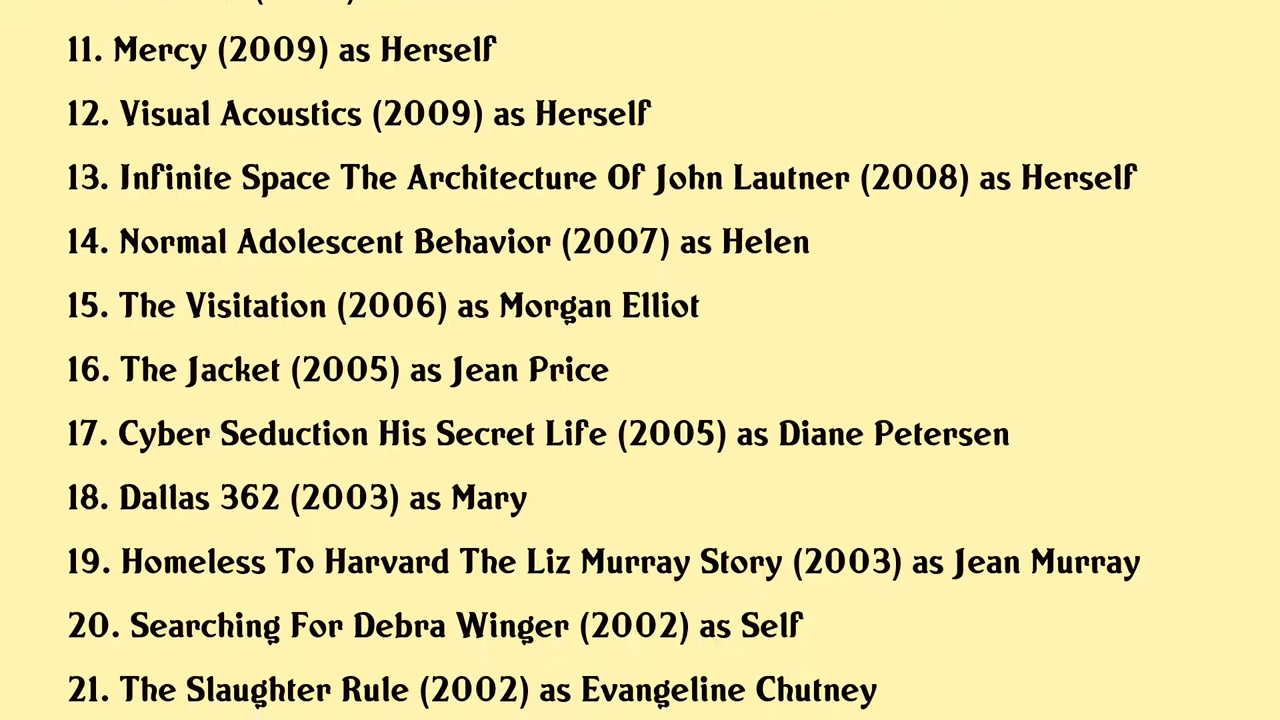 11. Mercy (2009) as Herself
12. Visual Acoustics (2009) as Herself
13. Infinite Space The Architecture Of John Lautner (2008) as Herself
14. Normal Adolescent Behavior (2007) as Helen
15. The Visitation (2006) as Morgan Elliot
16. The Jacket (2005) as Jean Price
17. Cyber Seduction His Secret Life (2005) as Diane Petersen
18. Dallas 362 (2003) as Mary
19. Homeless To Harvard The Liz Murray Story (2003) as Jean Murray
20. Searching For Debra Winger (2002) as Self
21. The Slaughter Rule (2002) as Evangeline Chutney